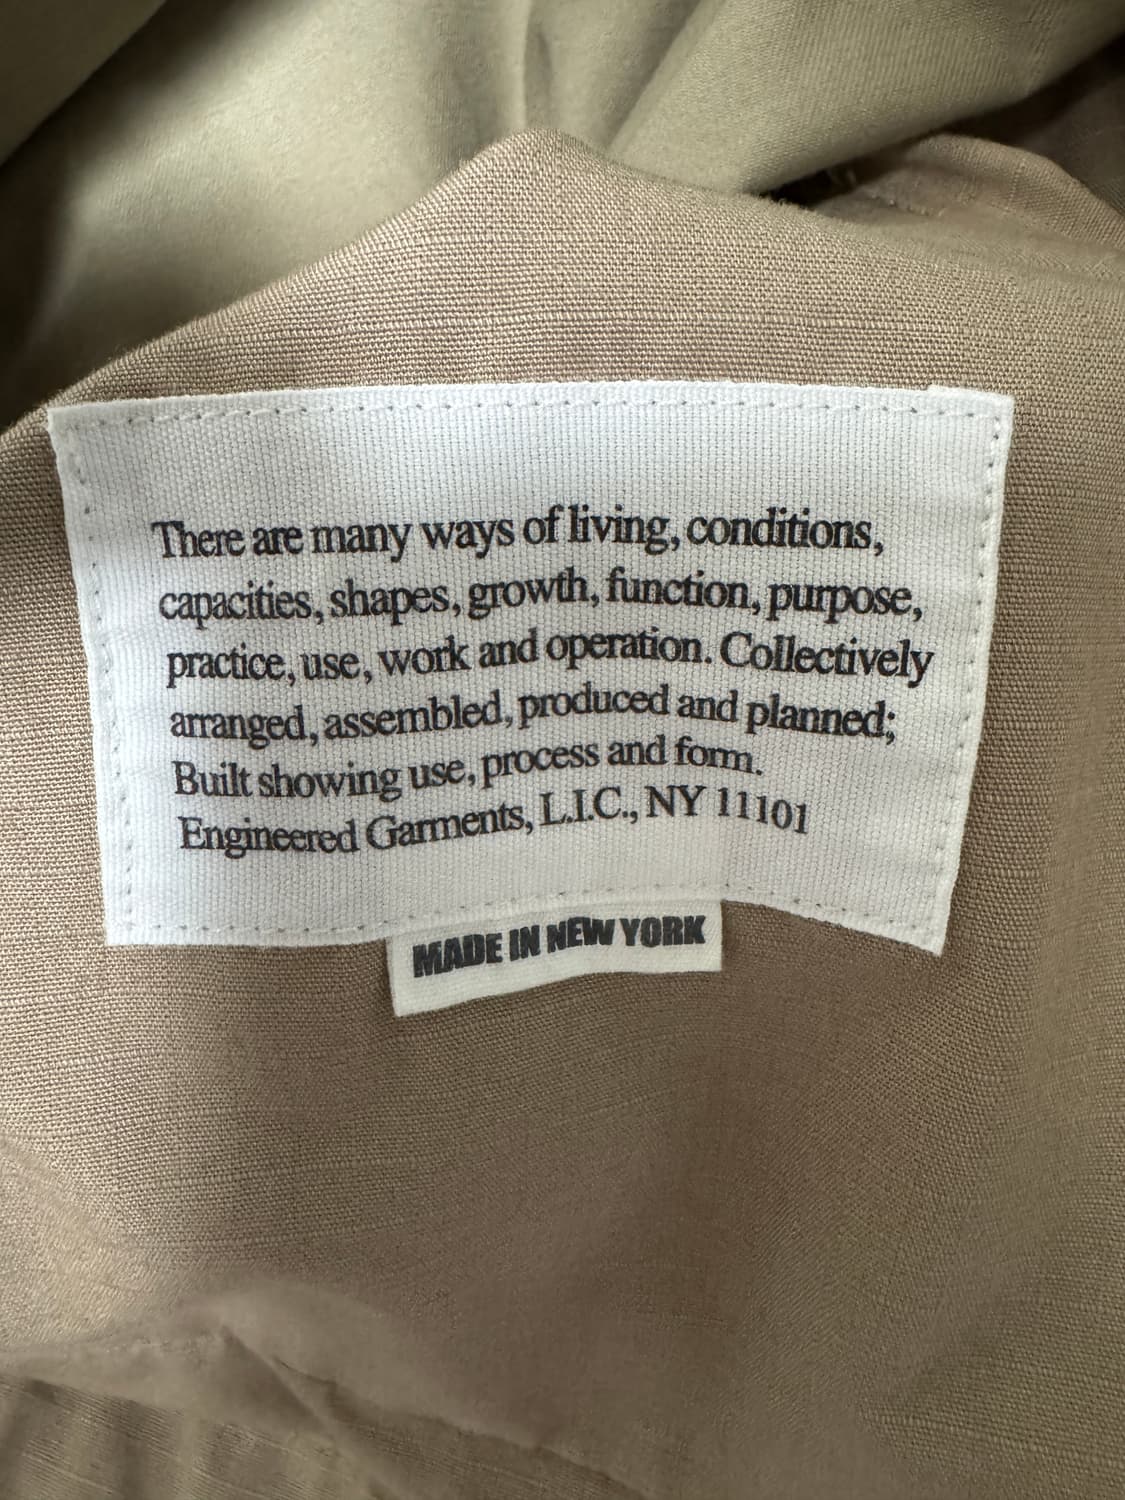 There are many ways of living, conditions,
capacities, shapes, growth, function, purpose,
practice, use, work and operation. Collectively
arranged, assembled, produced and planned;
Built showing use, process and form.
Engineered Garments, L.I.C., NY 11101
MADE IN NEW YORK